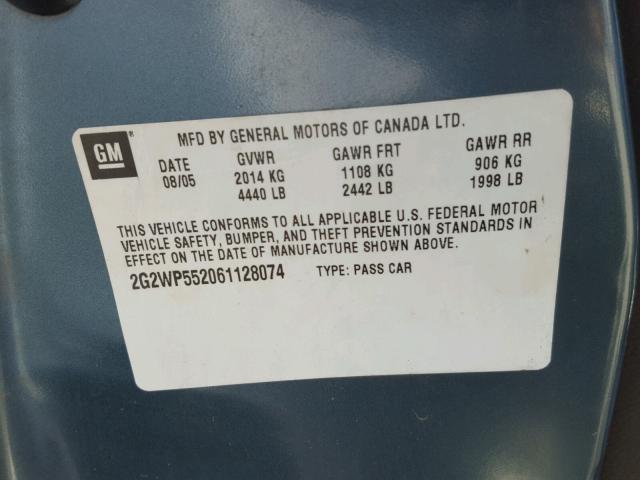 GM
MFD BY GENERAL MOTORS OF CANADA LTD.
DATE GVWR GAWR FRT GAWR RR
08/05 2014 KG 1108 KG 906 KG
4440 LB 2442 LB 1998 LB
THIS VEHICLE CONFORMS TO ALL APPLICABLE U.S. FEDERAL MOTOR
VEHICLE SAFETY, BUMPER, AND THEFT PREVENTION STANDARDS IN
EFFECT ON THE DATE OF MANUFACTURE SHOWN ABOVE.
2G2WP552061128074 TYPE: PASS CAR